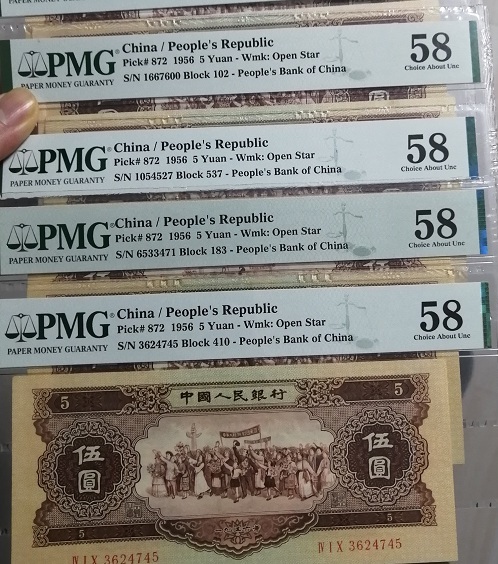 PMG
PAPER MONEY GUARANTY
China / People's Republic
Pick# 872 1956 5 Yuan - Wmk: Open Star
S/N 1667600 Block 102 - People's Bank of China
58
Choice About Unc
PMG
PAPER MONEY GUARANTY
China / People's Republic
Pick# 872 1956 5 Yuan - Wmk: Open Star
S/N 1054527 Block 537 - People's Bank of China
58
Choice About Unc
PMG
PAPER MONEY GUARANTY
China / People's Republic
Pick# 872 1956 5 Yuan - Wmk: Open Star
S/N 6533471 Block 183 - People's Bank of China
58
Choice About Unc
PMG
PAPER MONEY GUARANTY
China / People's Republic
Pick# 872 1956 5 Yuan - Wmk: Open Star
S/N 3624745 Block 410 - People's Bank of China
58
Choice About Unc
5 中國人民銀行 5
伍圓 伍圓
5 5
IV I X 3624745 IV I X 3624745